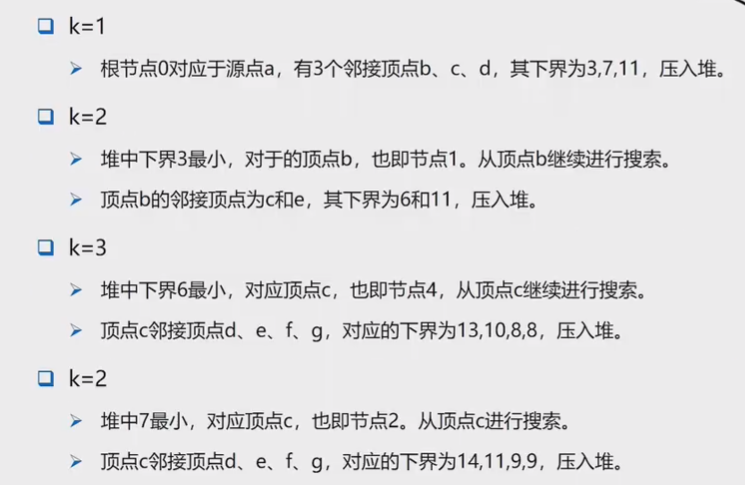 k=1
根节点0对应于源点a，有3个邻接顶点b、c、d，其下界为3,7,11，压入堆。
k=2
堆中下界3最小，对于的顶点b，也即节点1。从顶点b继续进行搜索。
顶点b的邻接顶点为c和e，其下界为6和11，压入堆。
k=3
堆中下界6最小，对应顶点c，也即节点4，从顶点c继续进行搜索。
顶点c邻接顶点d、e、f、g，对应的下界为13,10,8,8，压入堆。
k=2
堆中7最小，对应顶点c，也即节点2。从顶点c进行搜索。
顶点c邻接顶点d、e、f、g，对应的下界为14,11,9,9，压入堆。